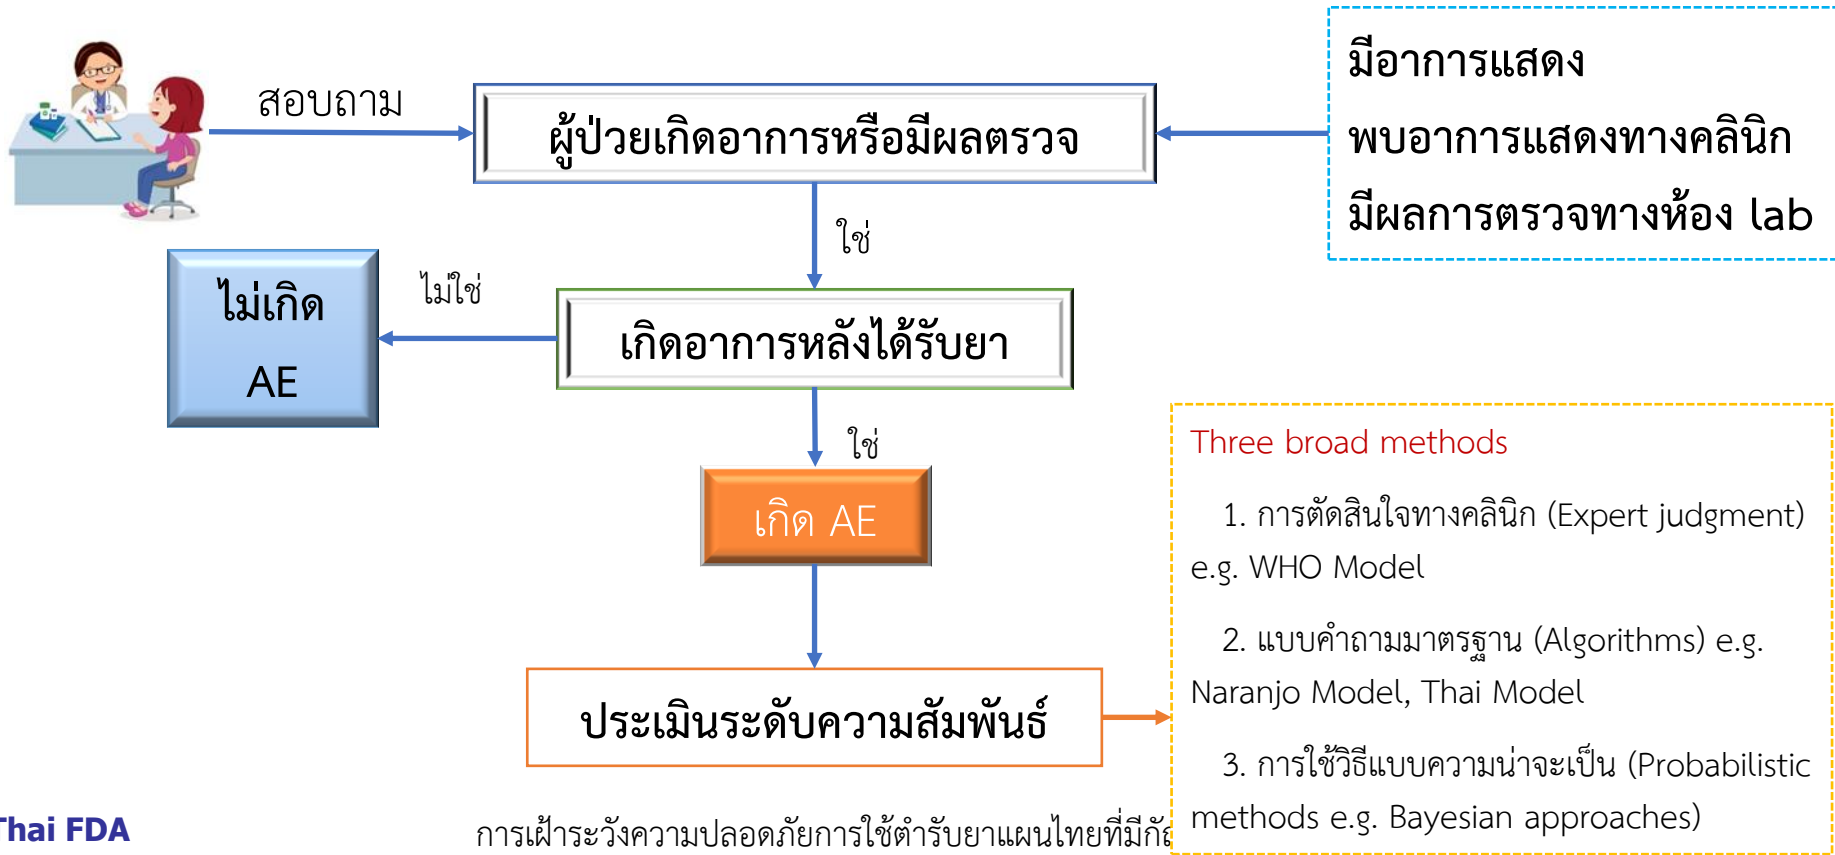 สอบถาม
ผู้ป่วยเกิดอาการหรือมีผลตรวจ
มีอาการแสดง
พบอาการแสดงทางคลินิก
มีผลการตรวจทางห้อง lab
ใช่
ไม่เกิด
AE
ไม่ใช่
เกิดอาการหลังได้รับยา
ใช่
เกิด AE
ประเมินระดับความสัมพันธ์
Three broad methods
1. การตัดสินใจทางคลินิก (Expert judgment)
e.g. WHO Model
2. แบบคำถามมาตรฐาน (Algorithms) e.g.
Naranjo Model, Thai Model
3. การใช้วิธีแบบความน่าจะเป็น (Probabilistic
methods e.g. Bayesian approaches)
Thai FDA
การเฝ้าระวังความปลอดภัยการใช้ตำรับยาแผนไทยที่มี